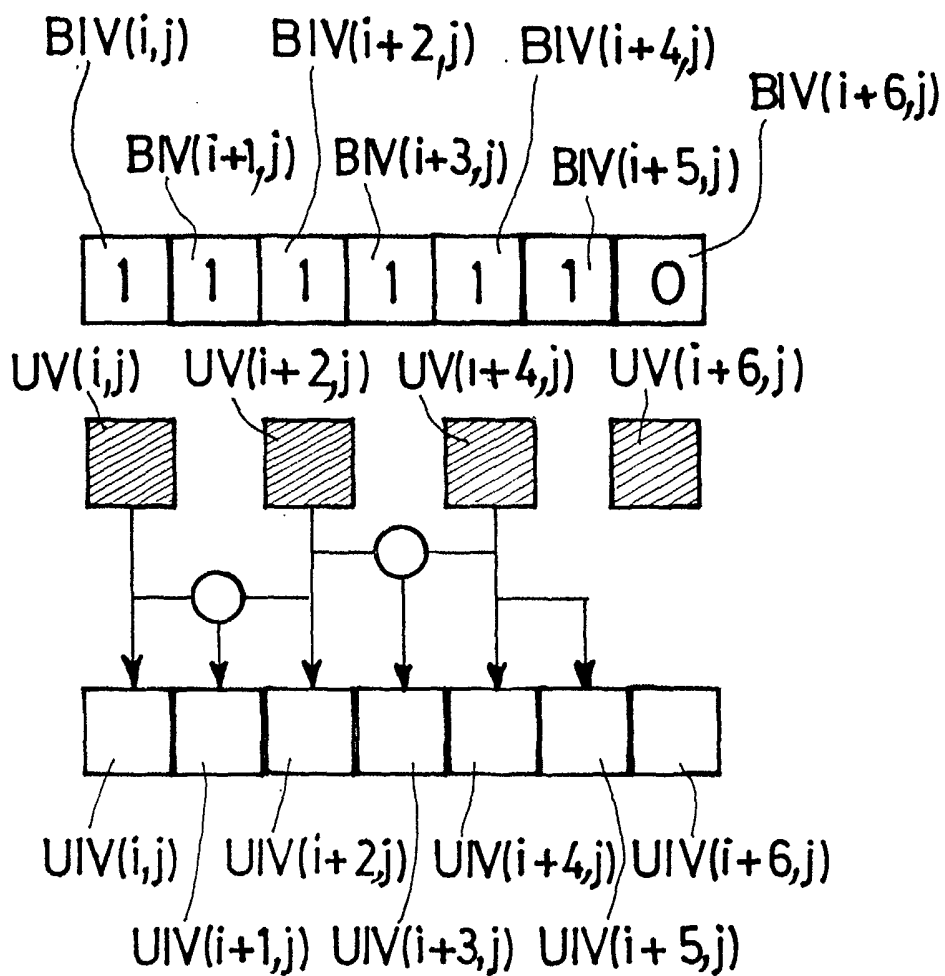 BIV(i,j) BIV(i+2,j) BIV(i+4,j)
BIV(i+6,j)
BIV(i+1,j) BIV(i+3,j) BIV(i+5,j)
1 1 1 1 1 1 0
UV(i,j) UV(i+2,j) UV(i+4,j) UV(i+6,j)
UIV(i,j) UIV(i+2,j) UIV(i+4,j) UIV(i+6,j)
UIV(i+1,j) UIV(i+3,j) UIV(i+5,j)